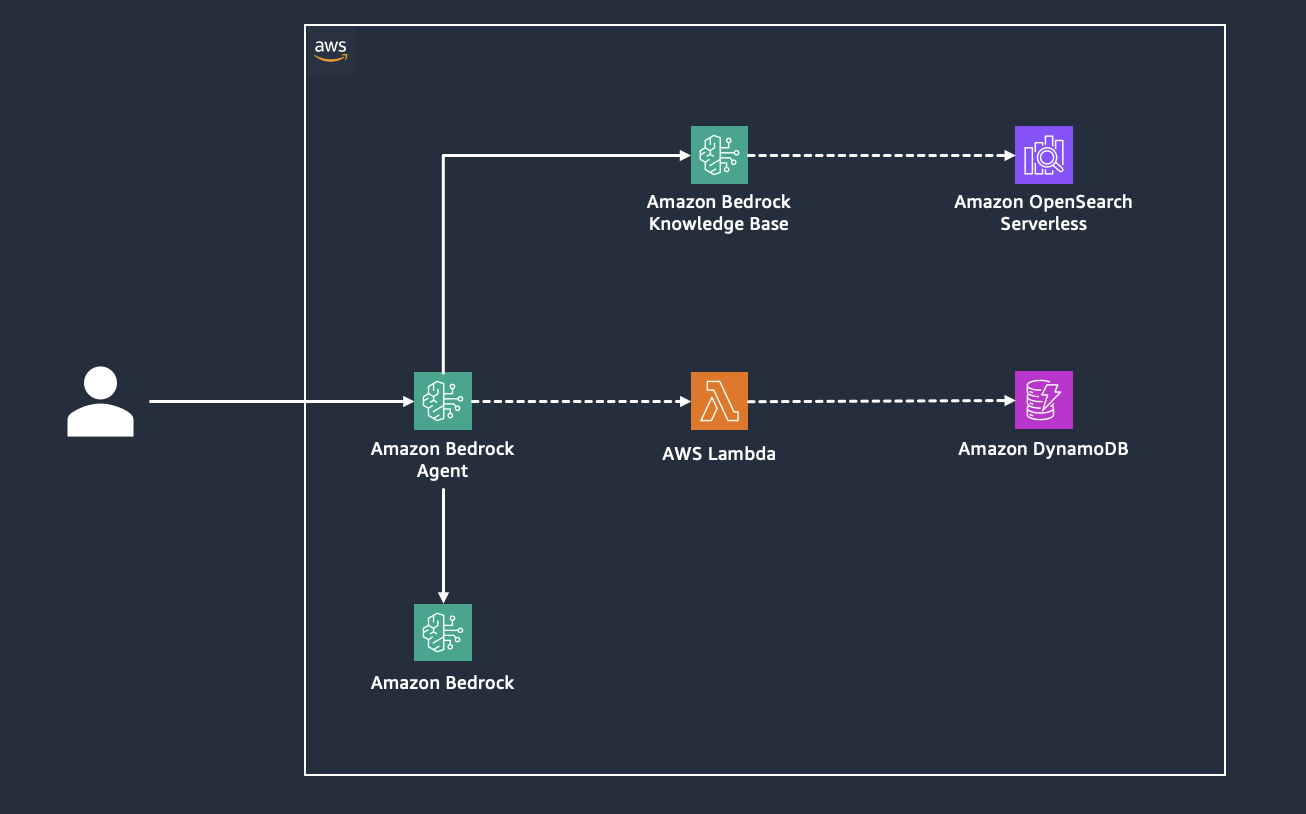 aws
Amazon Bedrock
Knowledge Base
Amazon OpenSearch
Serverless
Amazon Bedrock
Agent
AWS Lambda
Amazon DynamoDB
Amazon Bedrock